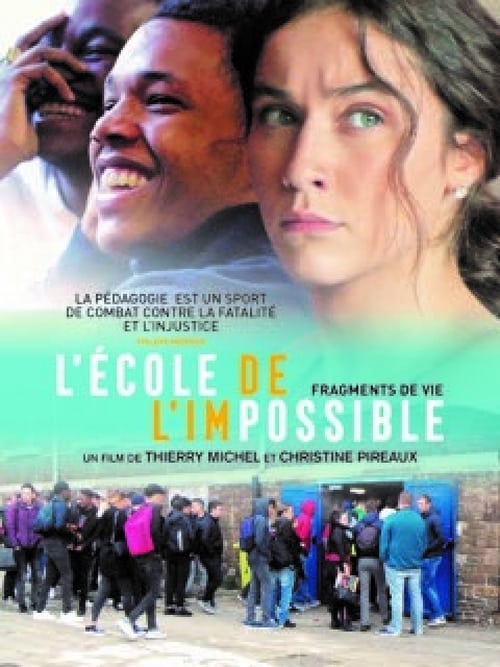 LA PÉDAGOGIE EST UN SPORT
DE COMBAT CONTRE LA FATALITÉ
ET L'INJUSTICE
L'ÉCOLE DE
FRAGMENTS DE VIE
L'IMPOSSIBLE
UN FILM DE THIERRY MICHEL ET CHRISTINE PIREAUX